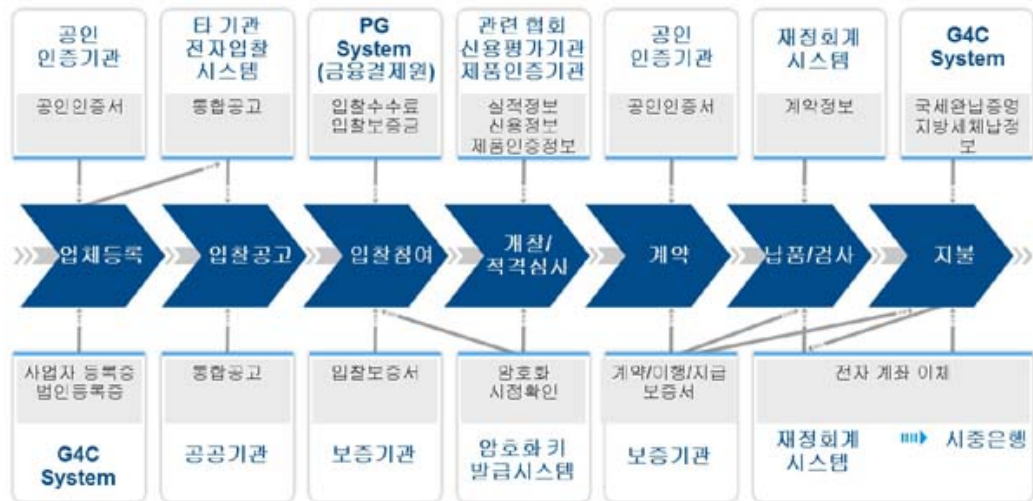 공인
인증기관
공인인증서
타 기관
전자입찰
시스템
통합공고
PG
System
(금융결제원)
입찰수수료
입찰보증금
관련 협회
신용평가기관
제품인증기관
실적정보
신용정보
제품인증정보
공인
인증기관
공인인증서
재정회계
시스템
계약정보
G4C
System
국세완납증명
지방세체납정
보
업체등록
입찰공고
입찰참여
개찰/
적격심사
계약
납품/검사
지불
사업자 등록증
법인등록증
G4C
System
통합공고
공공기관
입찰보증서
보증기관
암호화
시점확인
암호화 키
발급시스템
계약/이행/지급
보증서
보증기관
전자 계좌 이체
재정회계
시스템
시중은행